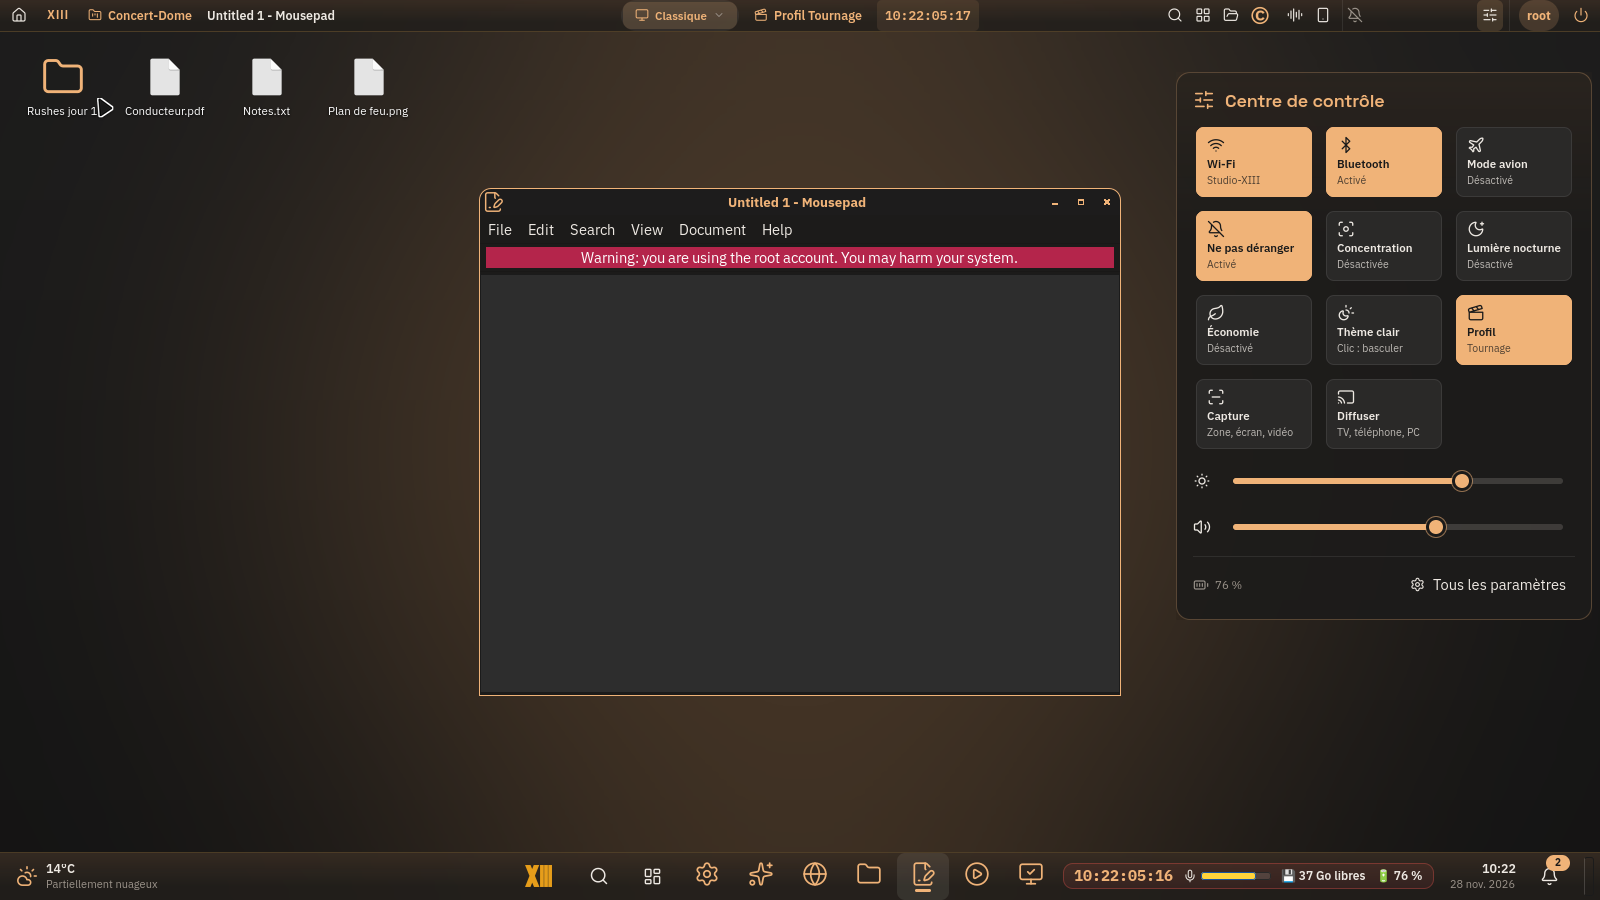 XIII
Concert-Dome
Untitled 1 - Mousepad
Classique
Profil Tournage
10:22:05:17
root
Rushes jour 1
Conducteur.pdf
Notes.txt
Plan de feu.png
Untitled 1 - Mousepad
File Edit Search View Document Help
Warning: you are using the root account. You may harm your system.
Centre de contrôle
Wi-Fi
Studio-XIII
Bluetooth
Activé
Mode avion
Désactivé
Ne pas déranger
Activé
Concentration
Désactivée
Lumière nocturne
Désactivé
Économie
Désactivé
Thème clair
Clic : basculer
Profil
Tournage
Capture
Zone, écran, vidéo
Diffuser
TV, téléphone, PC
76 %
Tous les paramètres
14°C
Partiellement nuageux
XIII
10:22:05:16
37 Go libres
76 %
10:22
28 nov. 2026
2